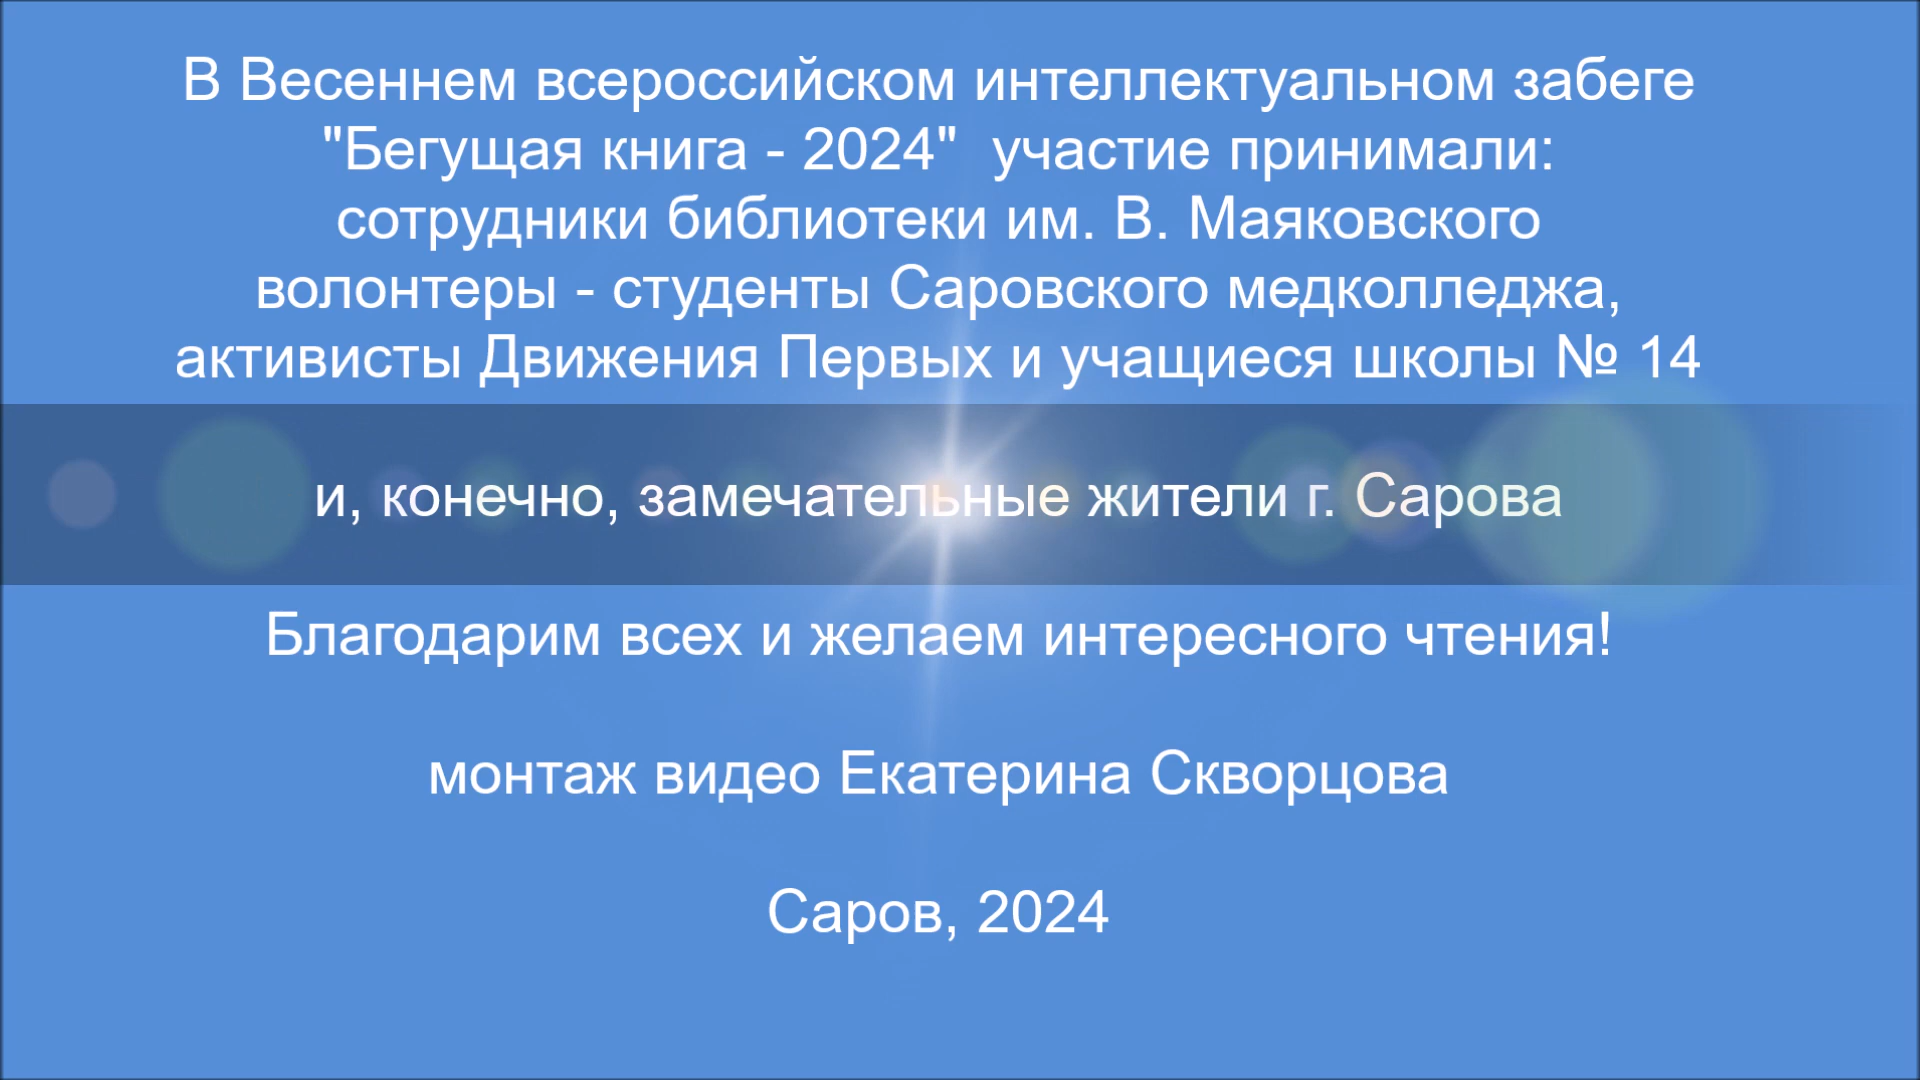 В Весеннем всероссийском интеллектуальном забеге
"Бегущая книга - 2024"  участие принимали:
сотрудники библиотеки им. В. Маяковского
волонтеры - студенты Саровского медколледжа,
активисты Движения Первых и учащиеся школы № 14
и, конечно, замечательные жители г. Сарова
Благодарим всех и желаем интересного чтения!
монтаж видео Екатерина Скворцова
Саров, 2024